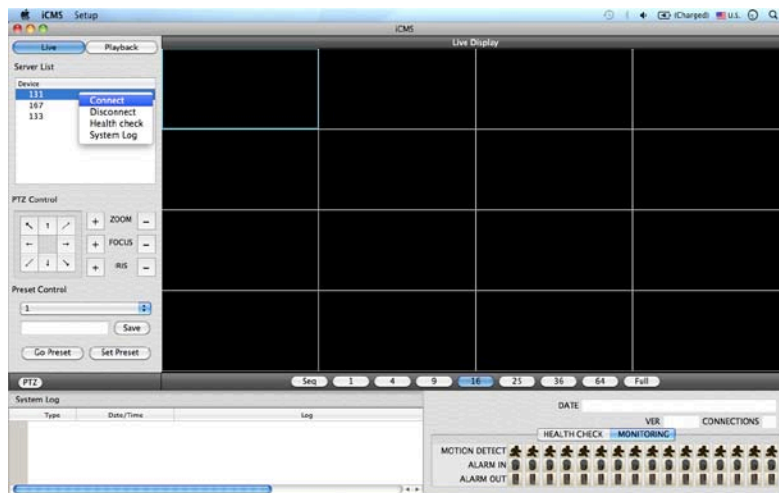 iCMS Setup (Charged) U.S.
iCMS
Live Playback
Live Display
Server List
Device
131
167
133
Connect
Disconnect
Health check
System Log
PTZ Control
+ ZOOM −
+ FOCUS −
+ IRIS −
Preset Control
1
Save
Go Preset Set Preset
PTZ
Seq 1 4 9 16 25 36 64 Full
System Log
Type Date/Time Log
DATE
VER CONNECTIONS
HEALTH CHECK MONITORING
MOTION DETECT
ALARM IN
ALARM OUT